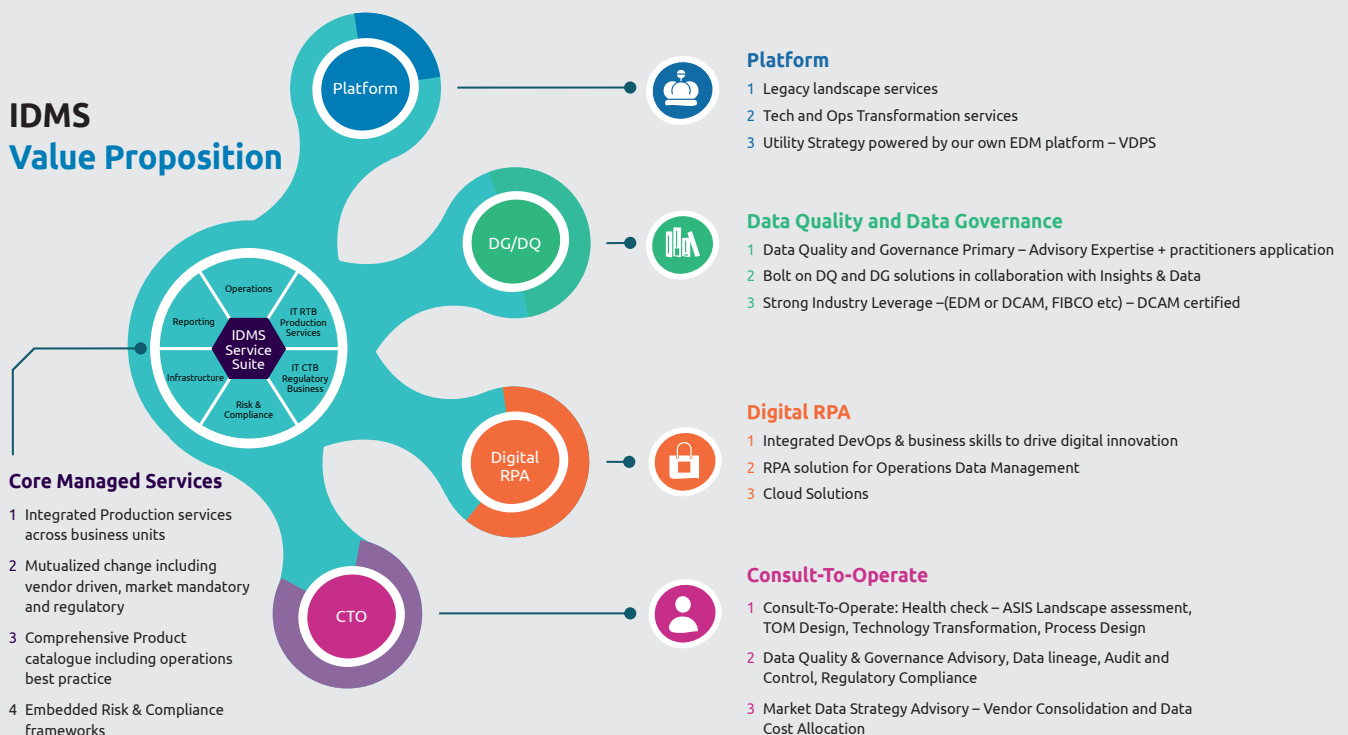 IDMS
Value Proposition
Platform
DG/DQ
Digital
RPA
CTO
Operations
IT RTB
Production
Services
IT CTB
Regulatory
Business
Risk &
Compliance
Infrastructure
Reporting
IDMS
Service
Suite
Core Managed Services
1 Integrated Production services
across business units
2 Mutualized change including
vendor driven, market mandatory
and regulatory
3 Comprehensive Product
catalogue including operations
best practice
4 Embedded Risk & Compliance
frameworks
Platform
1 Legacy landscape services
2 Tech and Ops Transformation services
3 Utility Strategy powered by our own EDM platform – VDPS
Data Quality and Data Governance
1 Data Quality and Governance Primary – Advisory Expertise + practitioners application
2 Bolt on DQ and DG solutions in collaboration with Insights & Data
3 Strong Industry Leverage –(EDM or DCAM, FIBCO etc) – DCAM certified
Digital RPA
1 Integrated DevOps & business skills to drive digital innovation
2 RPA solution for Operations Data Management
3 Cloud Solutions
Consult-To-Operate
1 Consult-To-Operate: Health check – ASIS Landscape assessment,
TOM Design, Technology Transformation, Process Design
2 Data Quality & Governance Advisory, Data lineage, Audit and
Control, Regulatory Compliance
3 Market Data Strategy Advisory – Vendor Consolidation and Data
Cost Allocation